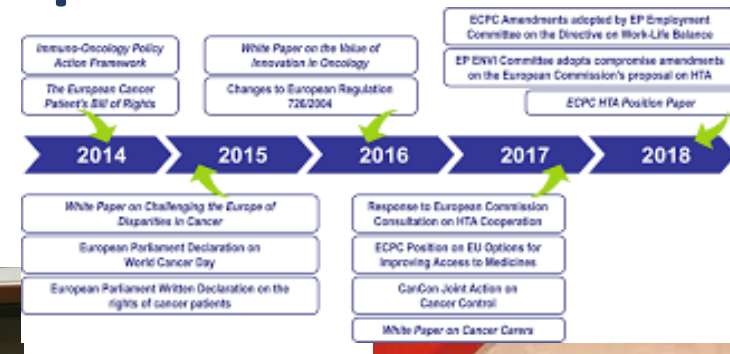 ECPC Amendments adopted by EP Employment
Committee on the Directive on Work-Life Balance
Immuno-Oncology Policy
Action Framework
White Paper on the Value of
Innovation in Oncology
EP ENVI Committee adopts compromise amendments
on the European Commission's proposal on HTA
The European Cancer
Patient's Bill of Rights
Changes to European Regulation
726/2004
ECPC HTA Position Paper
2014
2015
2016
2017
2018
White Paper on Challenging the Europe of
Disparities in Cancer
European Parliament Declaration on
World Cancer Day
European Parliament Written Declaration on the
rights of cancer patients
Response to European Commission
Consultation on HTA Cooperation
ECPC Position on EU Options for
Improving Access to Medicines
CanCon Joint Action on
Cancer Control
White Paper on Cancer Carers